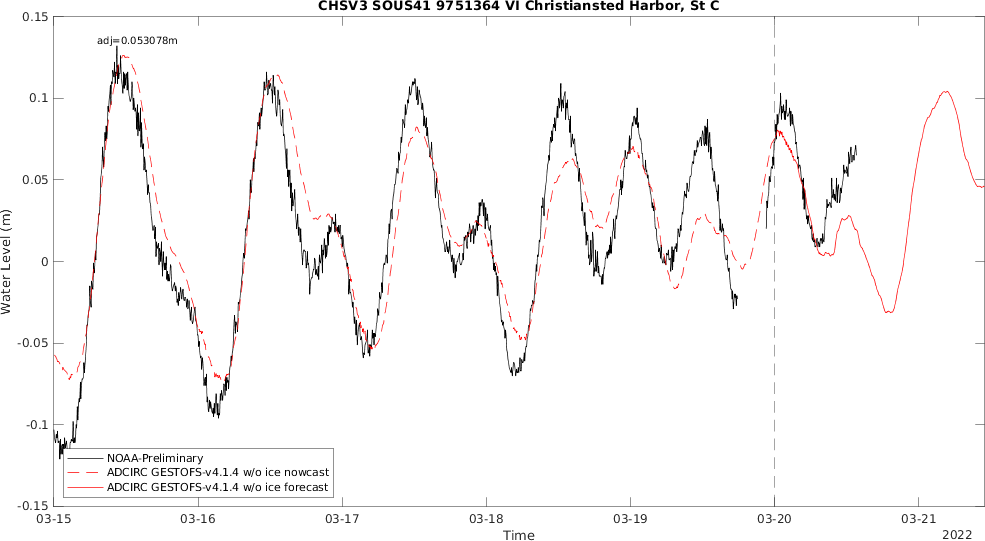 CHSV3 SOUS41 9751364 VI Christiansted Harbor, St C
adj=0.053078m
0.15
0.1
0.05
0
-0.05
-0.1
-0.15
Water Level (m)
NOAA-Preliminary
ADCIRC GESTOFS-v4.1.4 w/o ice nowcast
ADCIRC GESTOFS-v4.1.4 w/o ice forecast
03-15 03-16 03-17 03-18 03-19 03-20 03-21
Time
2022